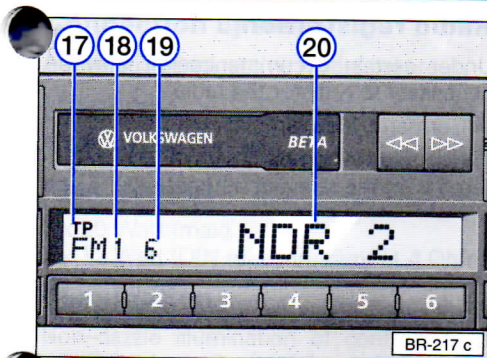 17 18 19 20
VOLKSWAGEN BETA
TP
FM1 6 NDR 2
1 2 3 4 5 6
BR-217 c